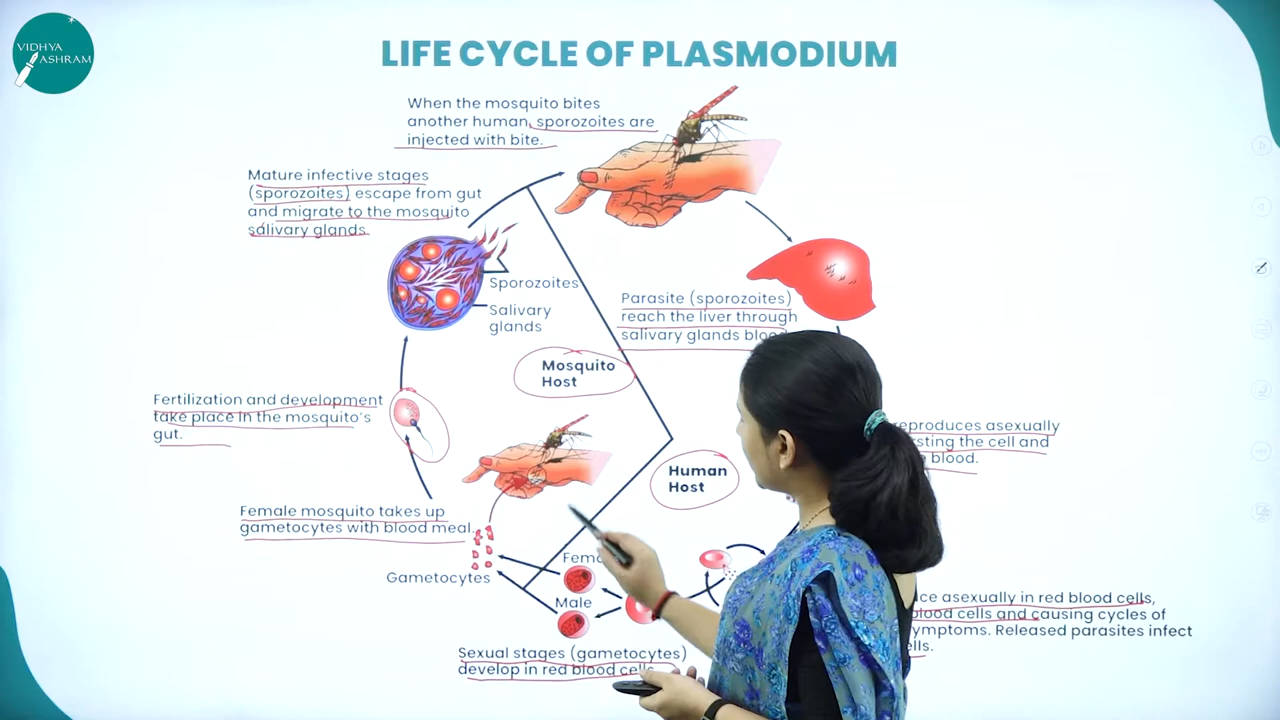 VIDHYA
ASHRAM
LIFE CYCLE OF PLASMODIUM
When the mosquito bites
another human, sporozoites are
injected with bite.
Mature infective stages
(sporozoites) escape from gut
and migrate to the mosquito
salivary glands.
Sporozoites
Salivary
glands
Parasite (sporozoites)
reach the liver through
salivary glands
Mosquito
Host
Fertilization and development
take place in the mosquito's
gut.
reproduces asexually
the cell and
blood.
Human
Host
Female mosquito takes up
gametocytes with blood meal.
Gametocytes
Male
asexually in red blood cells,
blood cells and causing cycles of
symptoms. Released parasites infect
Sexual stages (gametocytes)
develop in red blood cells.